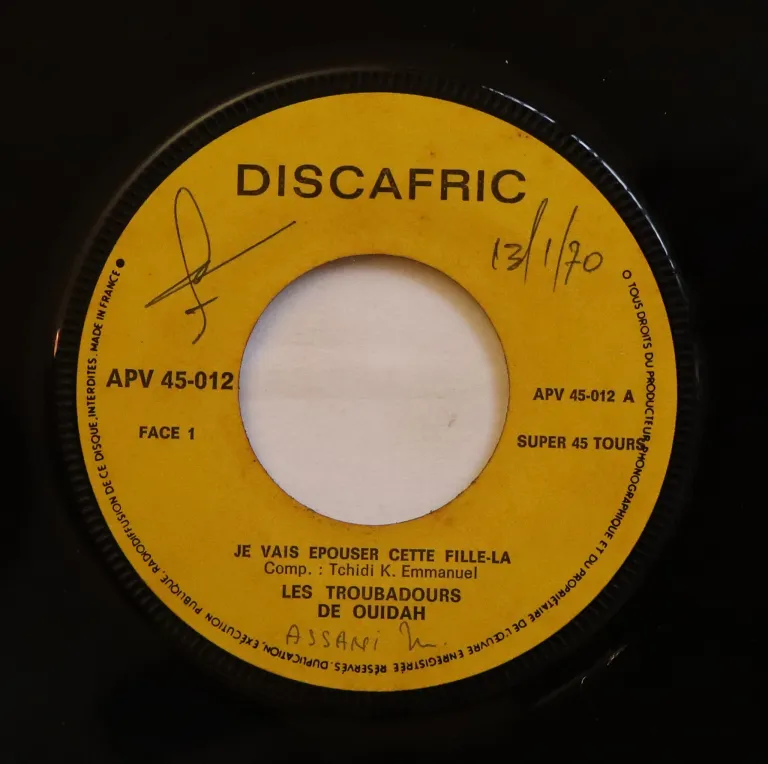 DISCAFRIC
13/1/70
APV 45-012
APV 45-012 A
FACE 1
SUPER 45 TOURS
JE VAIS EPOUSER CETTE FILLE-LA
Comp. : Tchidi K. Emmanuel
LES TROUBADOURS
DE OUIDAH
ASSANI
O TOUS DROITS DU PRODUCTEUR PHONOGRAPHIQUE ET DU PROPRIÉTAIRE DE L'ŒUVRE ENREGISTRÉE RÉSERVÉS. DUPLICATION, EXÉCUTION PUBLIQUE, RADIODIFFUSION DE CE DISQUE, INTERDITES. MADE IN FRANCE ●